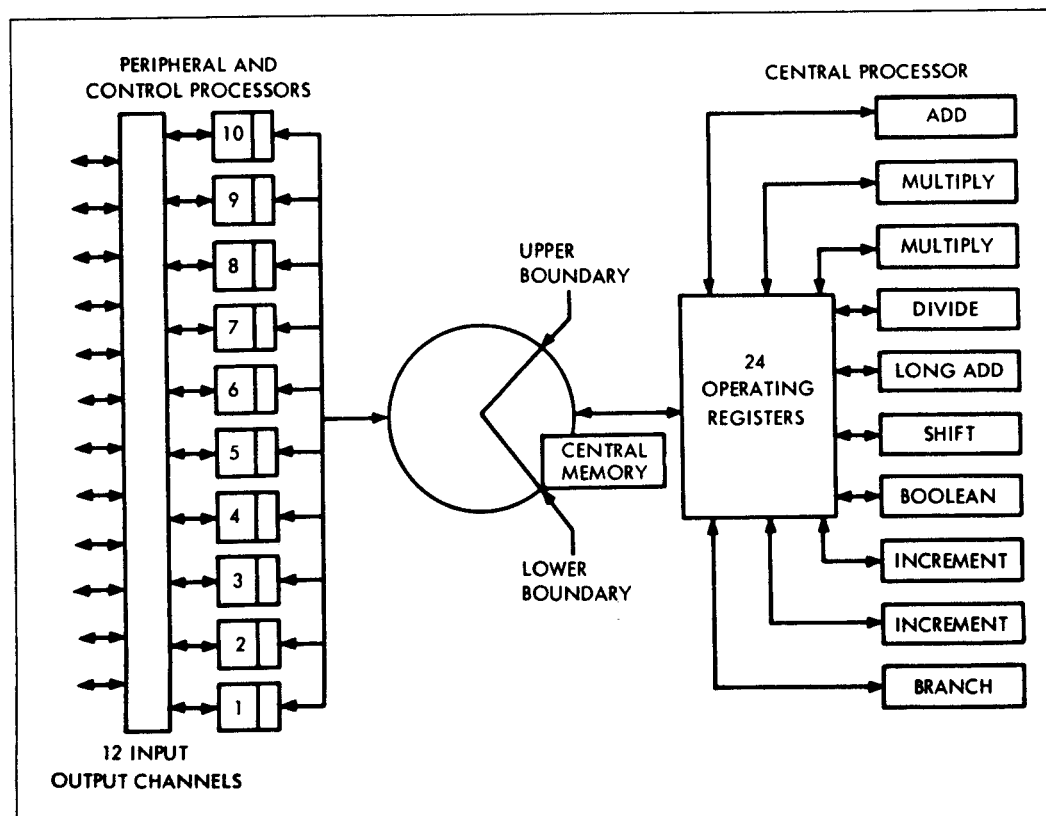 PERIPHERAL AND
CONTROL PROCESSORS
10
9
8
7
6
5
4
3
2
1
12 INPUT
OUTPUT CHANNELS
UPPER
BOUNDARY
CENTRAL
MEMORY
LOWER
BOUNDARY
24
OPERATING
REGISTERS
CENTRAL PROCESSOR
ADD
MULTIPLY
MULTIPLY
DIVIDE
LONG ADD
SHIFT
BOOLEAN
INCREMENT
INCREMENT
BRANCH